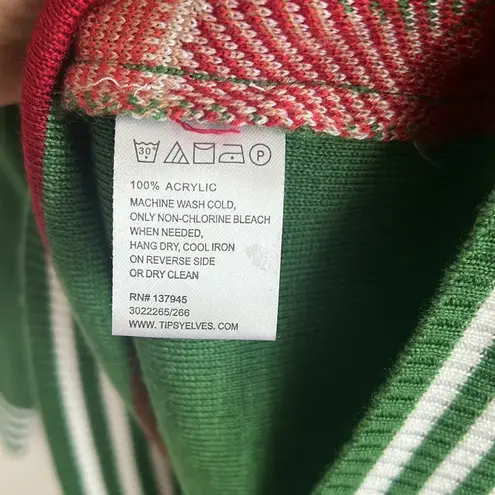 30°
P
100% ACRYLIC
MACHINE WASH COLD,
ONLY NON-CHLORINE BLEACH
WHEN NEEDED,
HANG DRY, COOL IRON
ON REVERSE SIDE
OR DRY CLEAN
RN# 137945
3022265/266
WWW. TIPSYELVES. COM